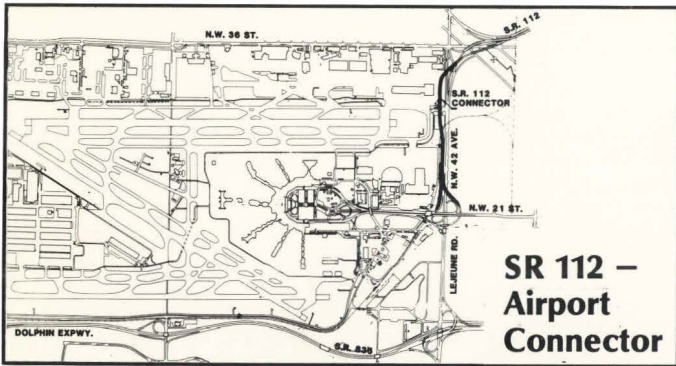 N.W. 36 ST.
S.R. 112
S.R. 112
CONNECTOR
N.W. 42 AVE.
N.W. 21 ST.
LEJEUNE RD.
SR 112 –
Airport
Connector
DOLPHIN EXPWY.
S.R. 836